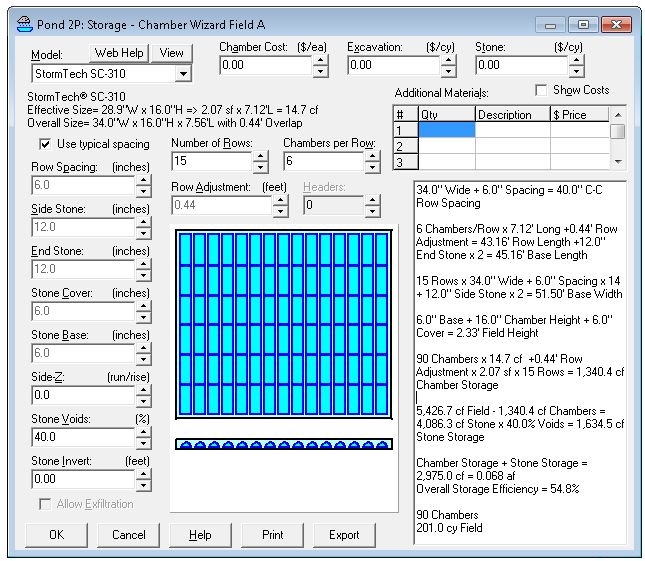 Pond 2P: Storage - Chamber Wizard Field A
Model:
Web Help
View
StormTech SC-310
Chamber Cost: ($/ea)
0.00
Excavation: ($/cy)
0.00
Stone: ($/cy)
0.00
StormTech® SC-310
Effective Size= 28.9"W x 16.0"H => 2.07 sf x 7.12'L = 14.7 cf
Overall Size= 34.0"W x 16.0"H x 7.56'L with 0.44' Overlap
Additional Materials:
Show Costs
# Qty Description $ Price
1
2
3
Use typical spacing
Row Spacing: (inches)
6.0
Side Stone: (inches)
12.0
End Stone: (inches)
12.0
Stone Cover: (inches)
6.0
Stone Base: (inches)
6.0
Side-Z: (run/rise)
0.0
Stone Voids: (%)
40.0
Stone Invert: (feet)
0.00
Allow Exfiltration
Number of Rows:
15
Chambers per Row:
6
Row Adjustment: (feet)
0.44
Headers:
0
34.0" Wide + 6.0" Spacing = 40.0" C-C
Row Spacing
6 Chambers/Row x 7.12' Long +0.44' Row
Adjustment = 43.16' Row Length +12.0"
End Stone x 2 = 45.16' Base Length
15 Rows x 34.0" Wide + 6.0" Spacing x 14
+ 12.0" Side Stone x 2 = 51.50' Base Width
6.0" Base + 16.0" Chamber Height + 6.0"
Cover = 2.33' Field Height
90 Chambers x 14.7 cf +0.44' Row
Adjustment x 2.07 sf x 15 Rows = 1,340.4 cf
Chamber Storage
5,426.7 cf Field - 1,340.4 cf Chambers =
4,086.3 cf Stone x 40.0% Voids = 1,634.5 cf
Stone Storage
Chamber Storage + Stone Storage =
2,975.0 cf = 0.068 af
Overall Storage Efficiency = 54.8%
90 Chambers
201.0 cy Field
OK
Cancel
Help
Print
Export